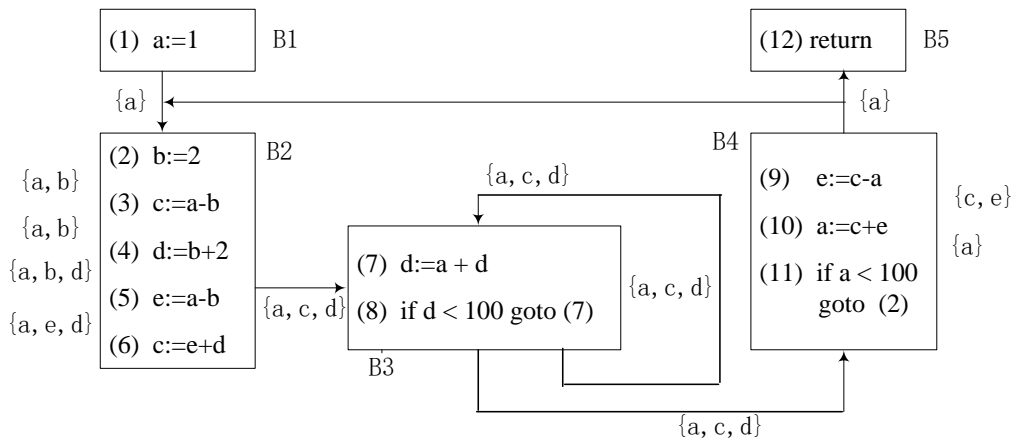 (1) a:=1
B1
{a}
(2) b:=2
B2
{a, b}
(3) c:=a-b
{a, b}
(4) d:=b+2
{a, b, d}
(5) e:=a-b
{a, e, d}
(6) c:=e+d
{a, c, d}
{a, c, d}
(7) d:=a + d
(8) if d < 100 goto (7)
{a, c, d}
B3
{a, c, d}
(12) return
B5
{a}
B4
(9) e:=c-a
{c, e}
(10) a:=c+e
{a}
(11) if a < 100
goto (2)